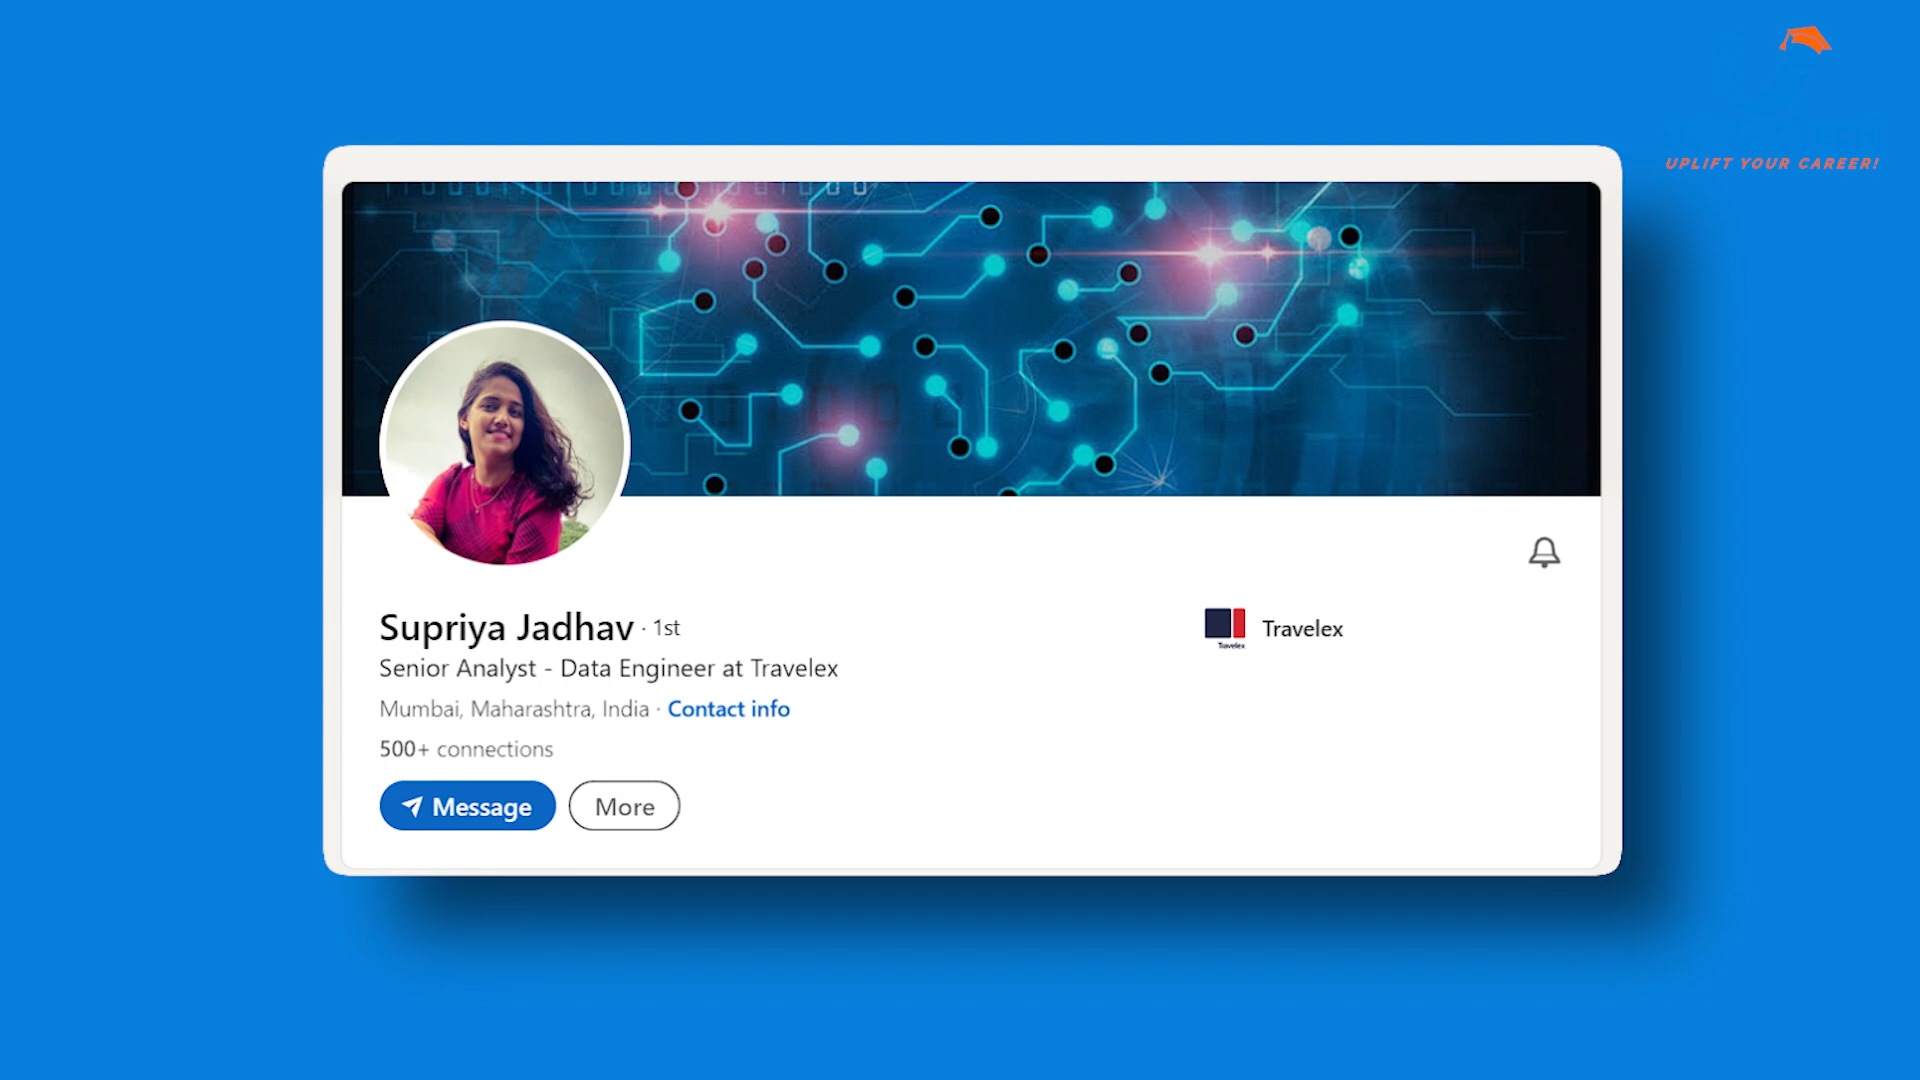 UPLIFT YOUR CAREER!
Supriya Jadhav · 1st
Senior Analyst - Data Engineer at Travelex
Mumbai, Maharashtra, India · Contact info
500+ connections
Message
More
Travelex
Travelex